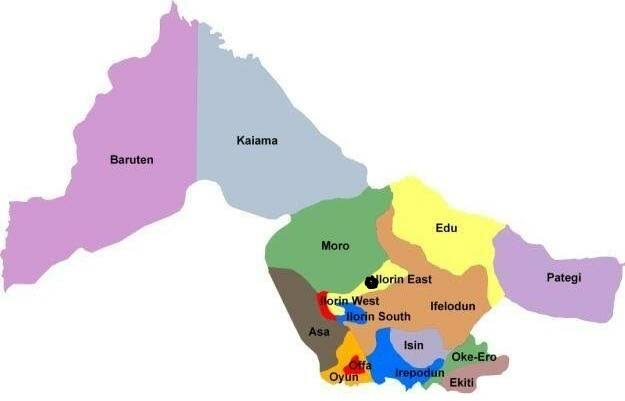 Kaiama
Baruten
Edu
Moro
Pategi
Ilorin East
Ilorin West
Ifelodun
Ilorin South
Asa
Isin
Oke-Ero
Offa
Irepodun
Oyun
Ekiti